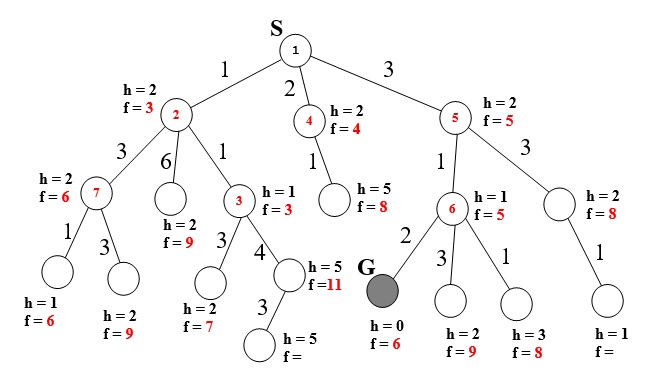 S
1
1
2
3
h = 2
f = 3
2
4
h = 2
f = 4
5
h = 2
f = 5
3
6
1
1
1
3
h = 2
f = 6
7
h = 2
f = 9
3
h = 1
f = 3
h = 5
f = 8
6
h = 1
f = 5
h = 2
f = 8
1
3
3
4
2
3
1
1
h = 1
f = 6
h = 2
f = 9
h = 2
f = 7
h = 5
f =11
3
h = 5
f =
G
h = 0
f = 6
h = 2
f = 9
h = 3
f = 8
h = 1
f =